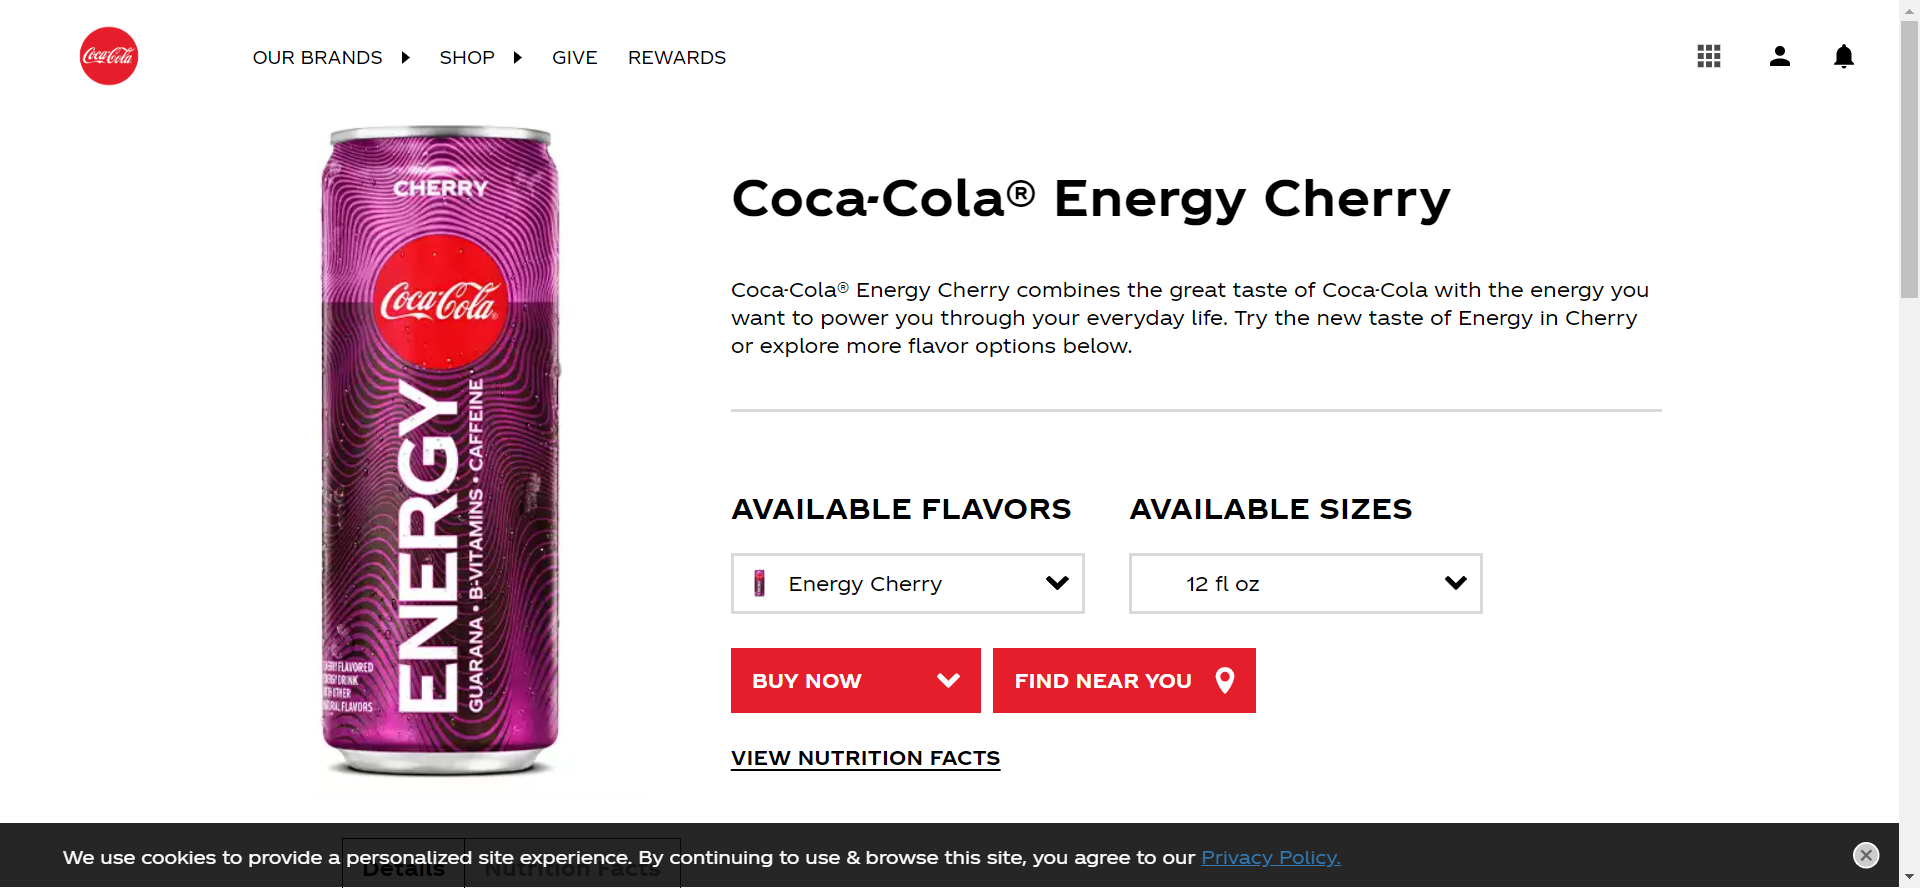 Coca-Cola
OUR BRANDS
SHOP
GIVE
REWARDS
CHERRY
Coca-Cola®
ENERGY
GUARANA • B-VITAMINS • CAFFEINE
FLAVORED
DRINK
OTHER
FLAVORS
Coca-Cola® Energy Cherry
Coca-Cola® Energy Cherry combines the great taste of Coca-Cola with the energy you
want to power you through your everyday life. Try the new taste of Energy in Cherry
or explore more flavor options below.
AVAILABLE FLAVORS
AVAILABLE SIZES
Energy Cherry
12 fl oz
BUY NOW
FIND NEAR YOU
VIEW NUTRITION FACTS
Details
Nutrition Facts
We use cookies to provide a personalized site experience. By continuing to use & browse this site, you agree to our Privacy Policy.